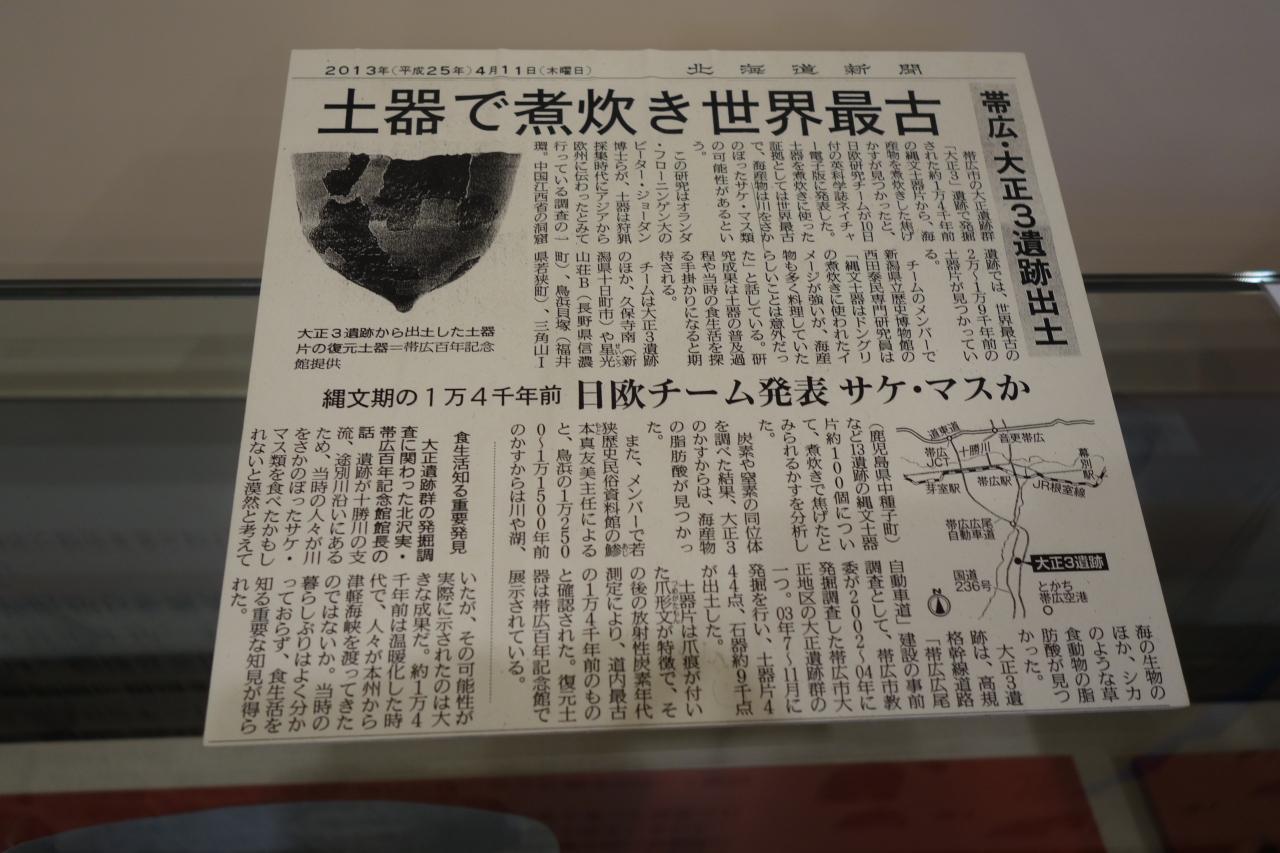 2013年(平成25年)4月11日(木曜日)
北海道新聞
土器で煮炊き世界最古
帯広・大正3遺跡出土
帯広市の大正遺跡群
「大正3」遺跡で発掘
された約1万4千年前
の縄文土器片から、海
産物を煮炊きした焦げ
かすが見つかったと、
日欧研究チームが10日
付の英科学誌ネイチャ
ー電子版に発表した。
土器を煮炊きに使った
証拠としては世界最古
で、海産物は川をさか
のぼったサケ・マス類
の可能性があるとい
う。
この研究はオランダ
・フローニンゲン大の
ピーター・ジョーダン
博士らが、土器は狩猟
採集時代にアジアから
欧州に伝わったとみて
行っている調査の一
環。中国江西省の洞窟
遺跡では、世界最古の
2万〜1万9千年前の
土器片が見つかってい
る。
チームのメンバーで
新潟県立歴史博物館の
西田泰民専門研究員は
「縄文土器はドングリ
の煮炊きに使われたイ
メージが強いが、海産
物も多く料理していた
らしいことは意外だっ
た」と話している。研
究成果は土器の普及過
程や当時の食生活を探
る手掛かりになると期
待される。
チームは大正3遺跡
のほか、久保寺南(新
潟県十日町市)や星光
山荘B(長野県信濃
町)、鳥浜貝塚(福井
県若狭町)、三角山I
大正3遺跡から出土した土器
片の復元土器=帯広百年記念
館提供
縄文期の1万4千年前 日欧チーム発表 サケ・マスか
(鹿児島県中種子町)
など13遺跡の縄文土器
片約100個につい
て、煮炊きで焦げたと
みられるかすを分析し
た。
炭素や窒素の同位体
を調べた結果、大正3
のかすからは、海産物
の脂肪酸が見つかっ
た。
また、メンバーで若
狭歴史民俗資料館の鯵
本真友美主任による
と、鳥浜の1万250
0〜1万1500年前
のかすからは川や湖、
海の生物の
ほか、シカ
のような草
食動物の脂
肪酸が見つ
かった。
大正3遺
跡は、高規
格幹線道路
「帯広広尾
自動車道」建設の事前
調査として、帯広市教
委が2002〜04年に
発掘調査した帯広市大
正地区の大正遺跡群の
一つ。03年7〜11月に
発掘を行い、土器片4
44点、石器約9千点
が出土した。
土器片は爪痕が付い
た爪形文が特徴で、そ
の後の放射性炭素年代
測定により、道内最古
の1万4千年前のもの
と確認された。復元土
器は帯広百年記念館で
展示されている。
食生活知る重要発見
大正遺跡群の発掘調
査に関わった北沢実・
帯広百年記念館館長の
話 遺跡が十勝川の支
流、途別川沿いにある
ため、当時の人々が川
をさかのぼったサケ・
マス類を食べたかもし
れないと漠然と考えて
いたが、その可能性が
実際に示されたのは大
きな成果だ。約1万4
千年前は温暖化した時
代で、人々が本州から
津軽海峡を渡ってきた
のではないか。当時の
暮らしぶりはよく分か
っておらず、食生活を
知る重要な知見が得ら
れた。
道東道
音更帯広
帯広
JCT
十勝川
幕別駅
芽室駅
帯広駅
JR根室線
帯広広尾
自動車道
大正3遺跡
国道
236号
とかち
帯広空港